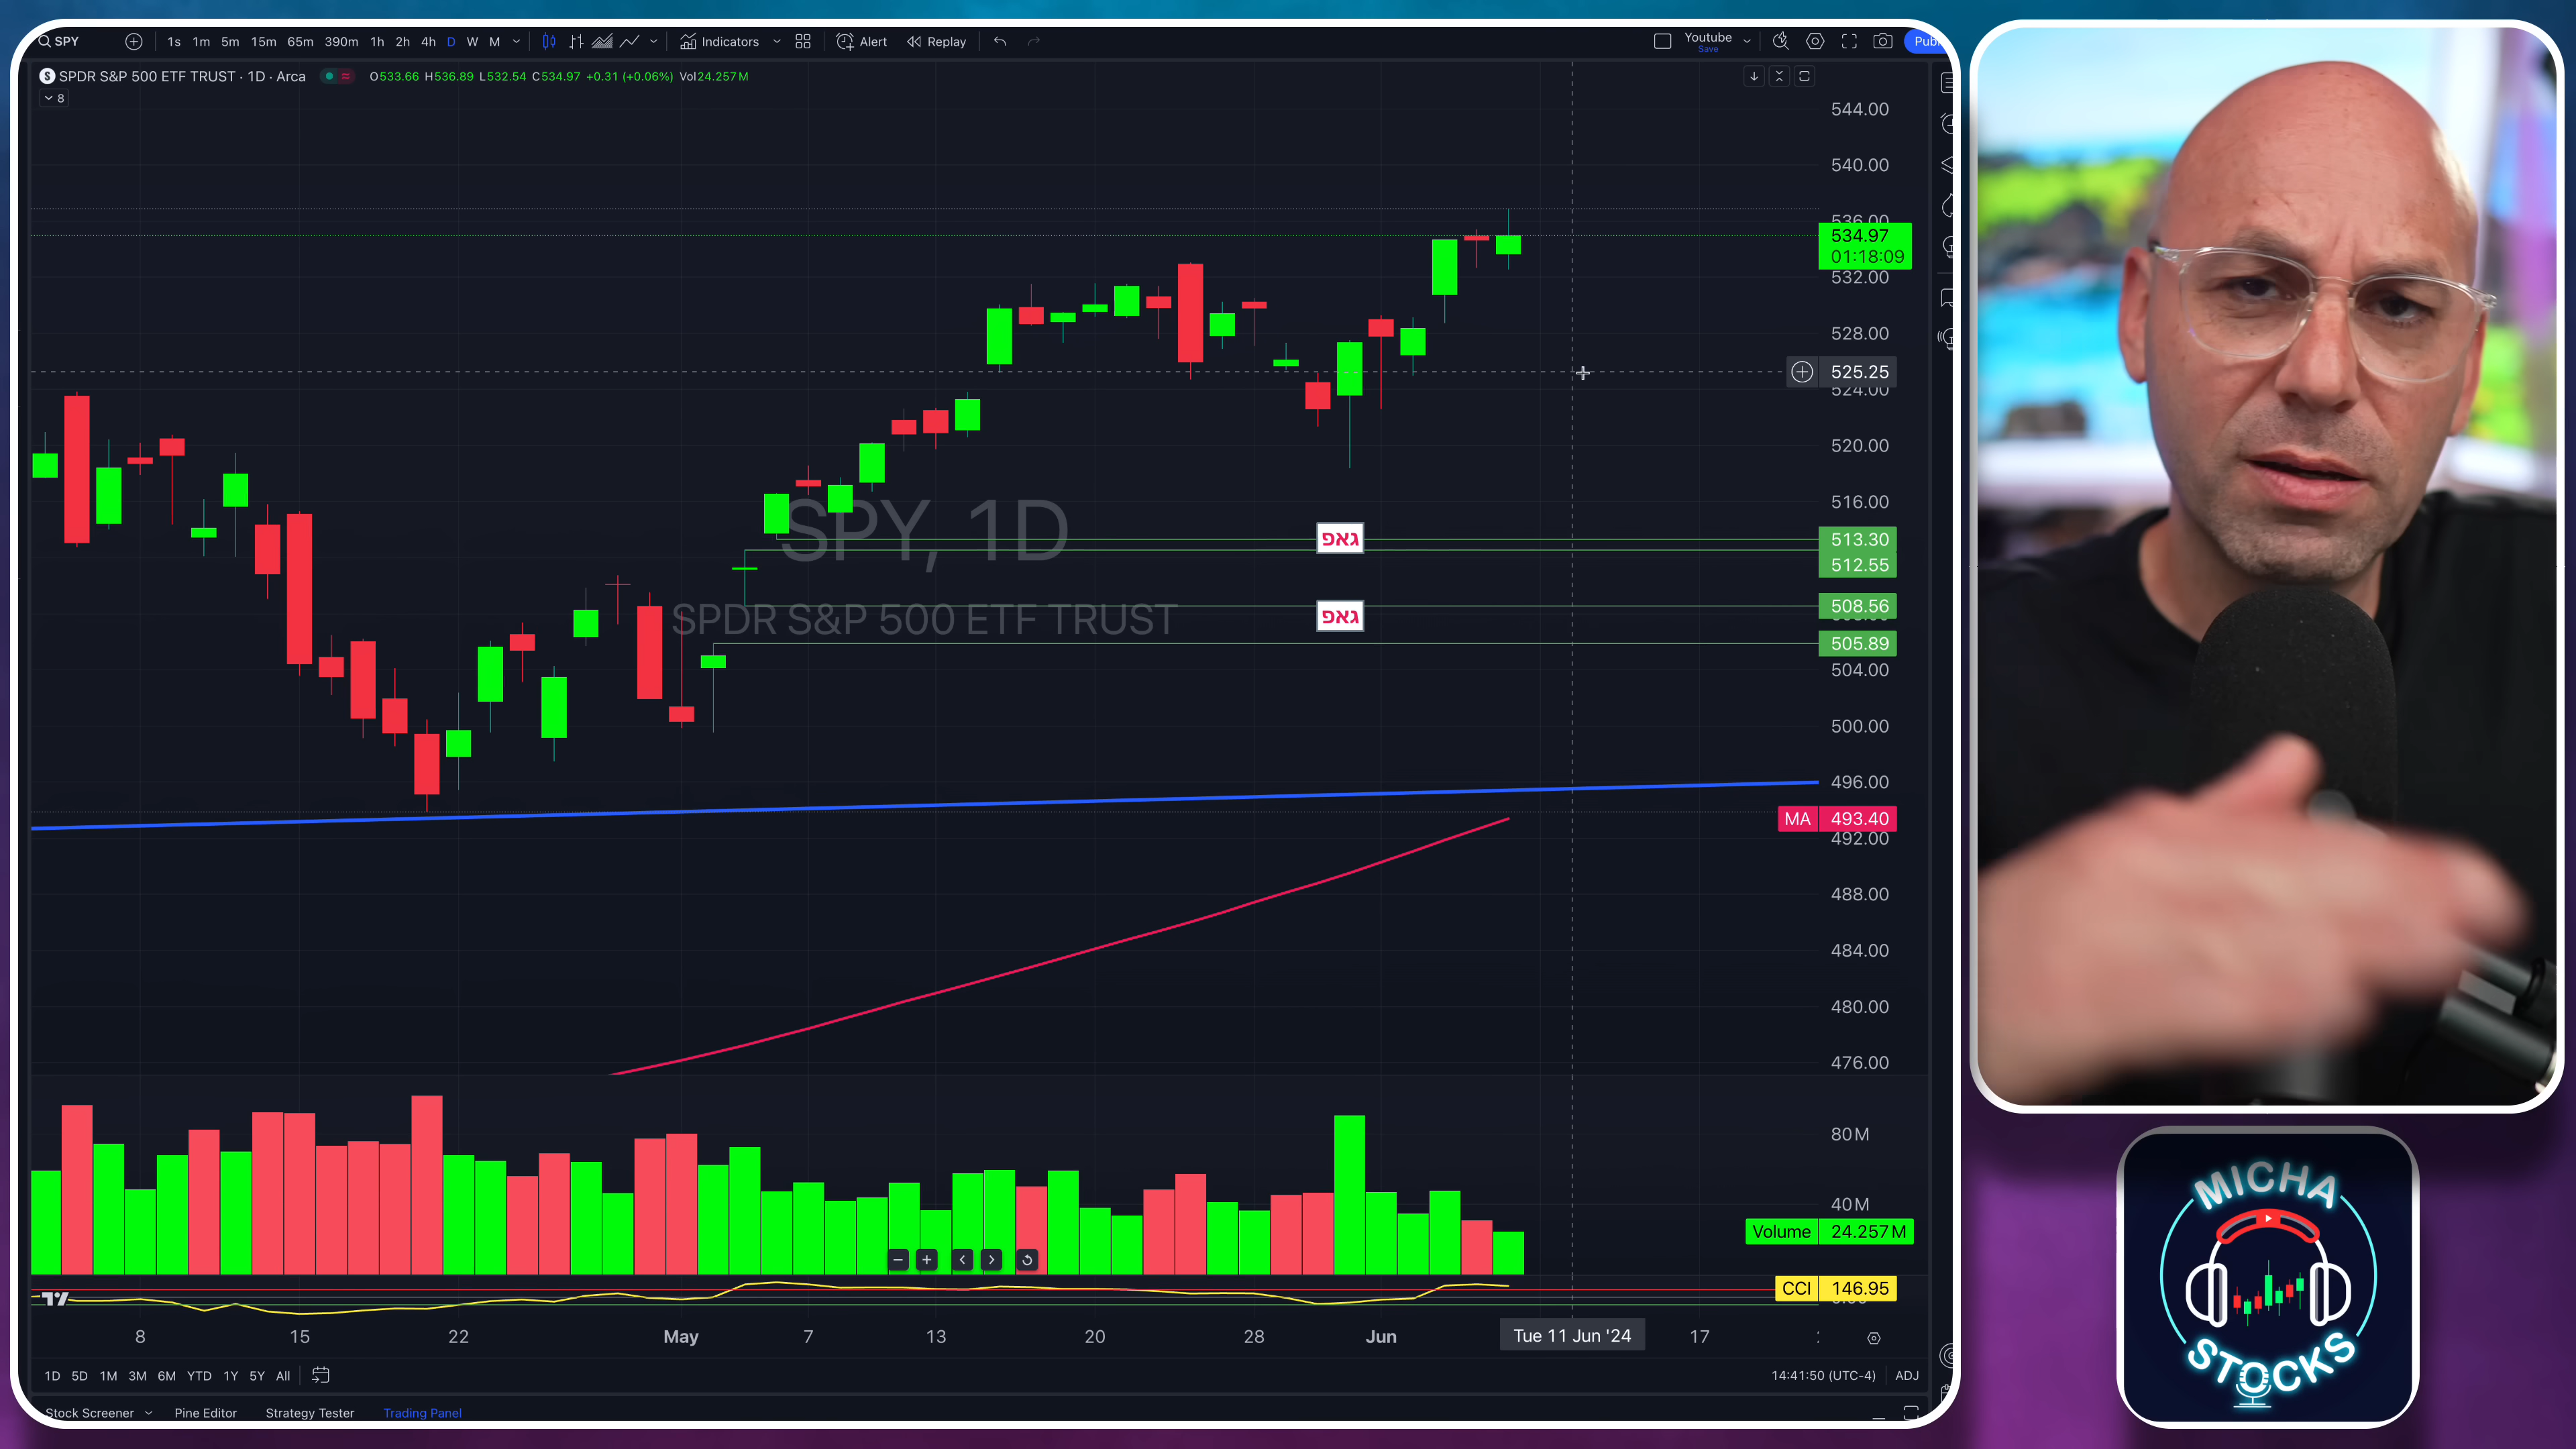 SPY 1s 1m 5m 15m 65m 390m 1h 2h 4h D W M Indicators Alert Replay Youtube
Save
SPDR S&P 500 ETF TRUST · 1D · Arca O533.66 H536.89 L532.54 C534.97 +0.31 (+0.06%) Vol24.257M
8
544.00
540.00
536.00
534.97
01:18:09
532.00
528.00
525.25
524.00
520.00
516.00
SPY, 1D
SPDR S&P 500 ETF TRUST
גאפ
513.30
512.55
גאפ
508.56
505.89
504.00
500.00
496.00
MA 493.40
492.00
488.00
484.00
480.00
476.00
80M
40M
Volume 24.257M
CCI 146.95
8 15 22 May 7 13 20 28 Jun Tue 11 Jun '24 17
1D 5D 1M 3M 6M YTD 1Y 5Y All 14:41:50 (UTC-4) ADJ
Stock Screener Pine Editor Strategy Tester Trading Panel
MICHA
STOCKS